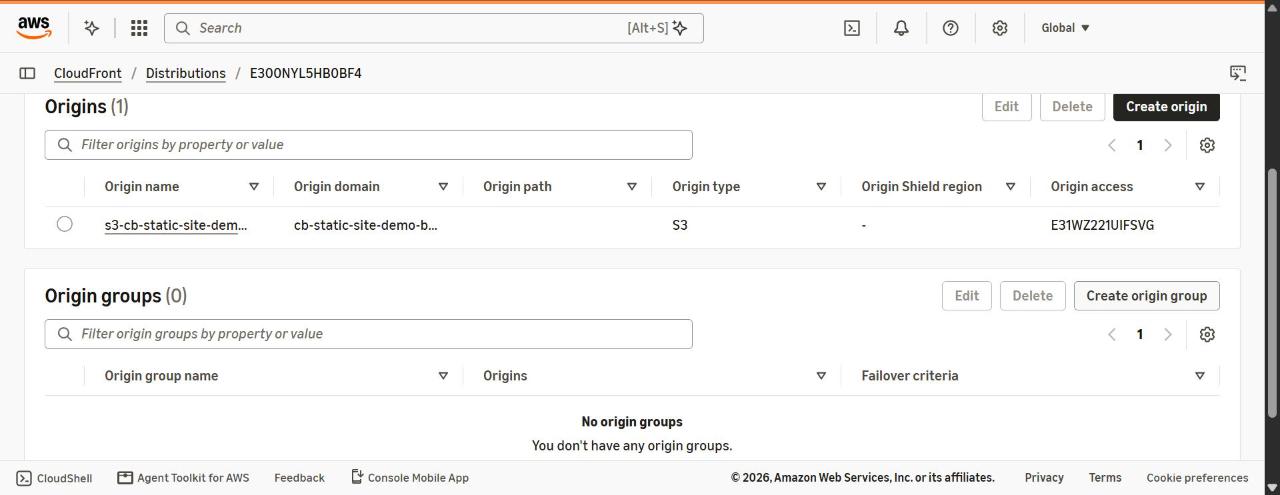 aws
Search [Alt+S] Global
CloudFront / Distributions / E300NYL5HB0BF4
Origins (1) Edit Delete Create origin
Filter origins by property or value 1
Origin name Origin domain Origin path Origin type Origin Shield region Origin access
s3-cb-static-site-dem... cb-static-site-demo-b... S3 - E31WZ221UIFSVG
Origin groups (0) Edit Delete Create origin group
Filter origin groups by property or value 1
Origin group name Origins Failover criteria
No origin groups
You don't have any origin groups.
CloudShell Agent Toolkit for AWS Feedback Console Mobile App © 2026, Amazon Web Services, Inc. or its affiliates. Privacy Terms Cookie preferences